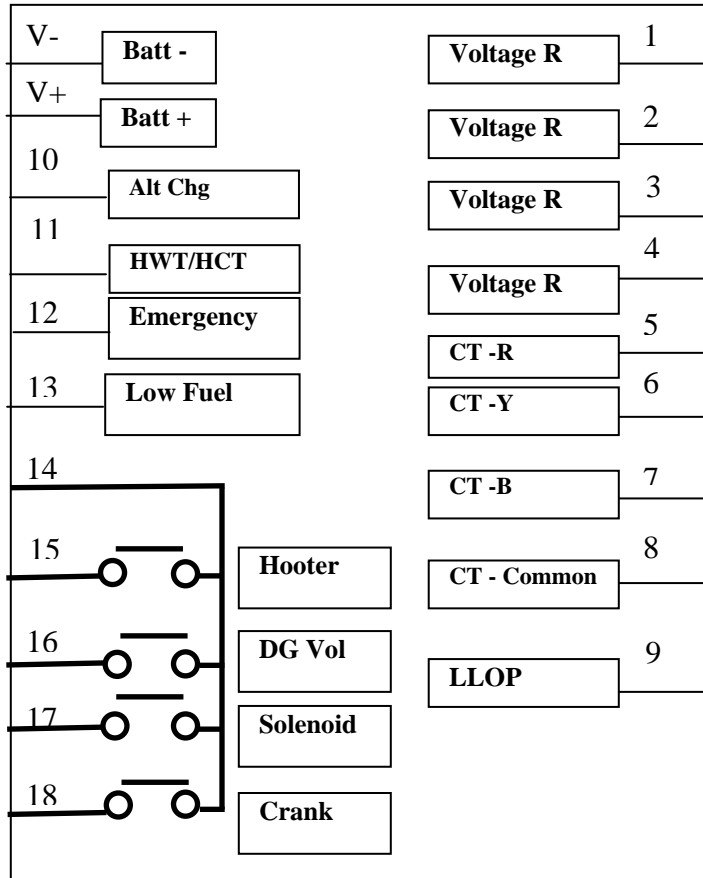 V-
Batt -
V+
Batt +
10
Alt Chg
11
HWT/HCT
12
Emergency
13
Low Fuel
14
15
Hooter
16
DG Vol
17
Solenoid
18
Crank
Voltage R
1
Voltage R
2
Voltage R
3
Voltage R
4
CT -R
5
CT -Y
6
CT -B
7
CT - Common
8
LLOP
9